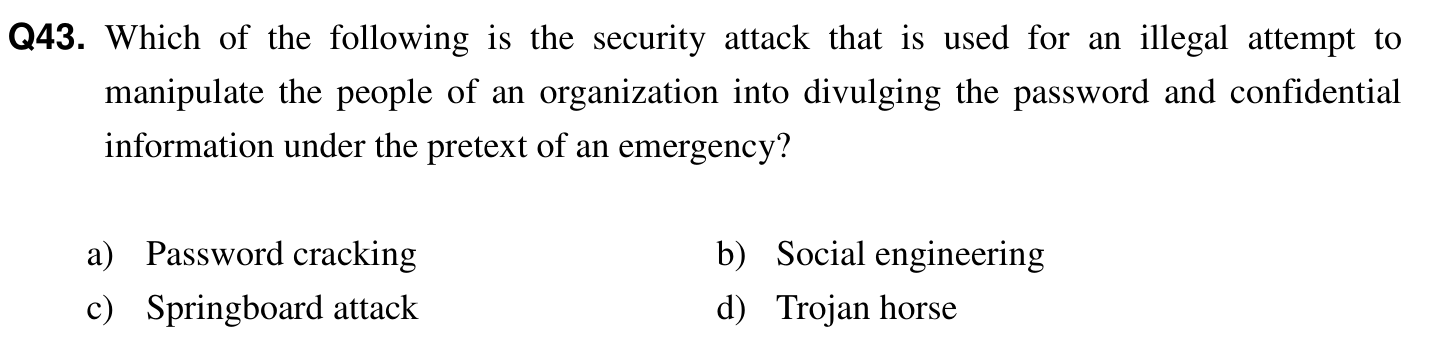 Q43. Which of the following is the security attack that is used for an illegal attempt to
manipulate the people of an organization into divulging the password and confidential
information under the pretext of an emergency?
a) Password cracking b) Social engineering
c) Springboard attack d) Trojan horse